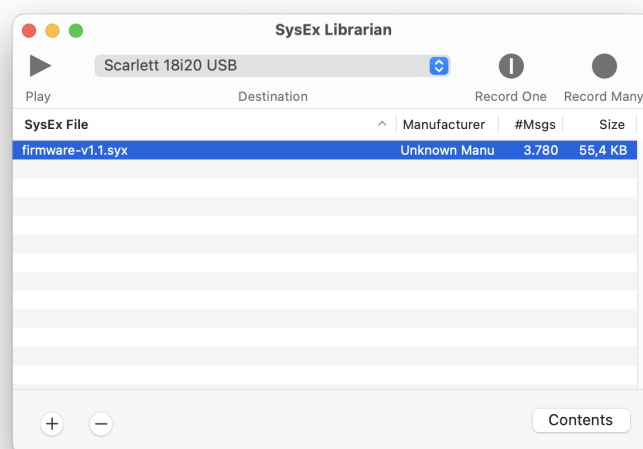 SysEx Librarian
Scarlett 18i20 USB
Play Destination Record One Record Many
SysEx File Manufacturer #Msgs Size
firmware-v1.1.syx Unknown Manu 3.780 55,4 KB
Contents